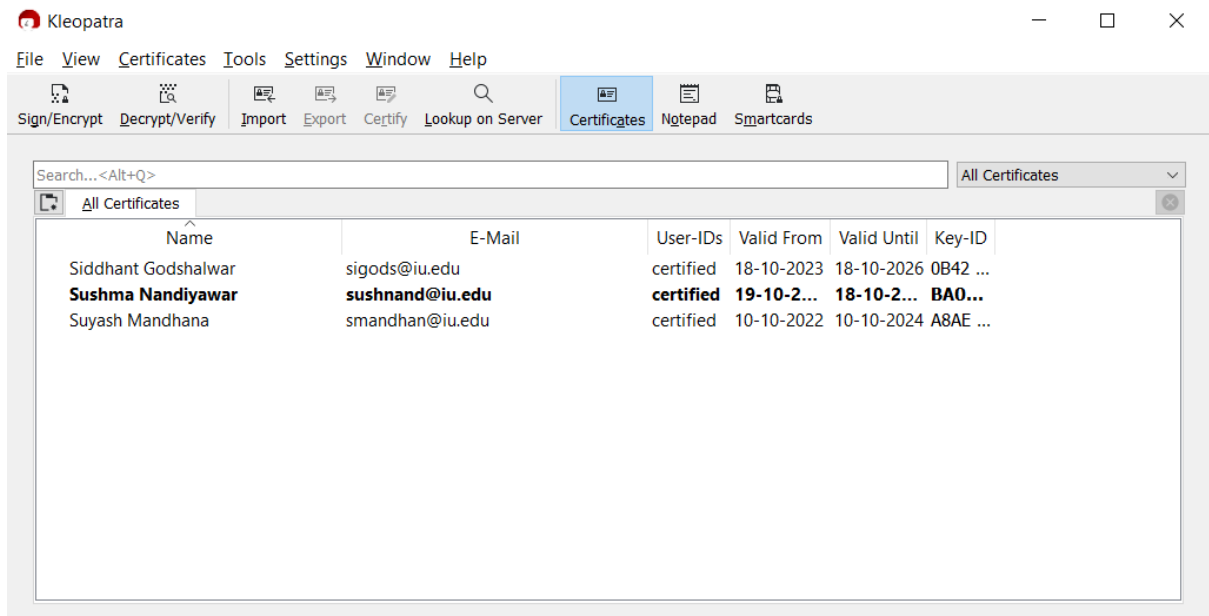 Kleopatra
File View Certificates Tools Settings Window Help
Sign/Encrypt Decrypt/Verify Import Export Certify Lookup on Server Certificates Notepad Smartcards
Search...<Alt+Q> All Certificates
All Certificates
Name E-Mail User-IDs Valid From Valid Until Key-ID
Siddhant Godshalwar sigods@iu.edu certified 18-10-2023 18-10-2026 0B42 ...
Sushma Nandiyawar sushnand@iu.edu certified 19-10-2... 18-10-2... BA0...
Suyash Mandhana smandhan@iu.edu certified 10-10-2022 10-10-2024 A8AE ...